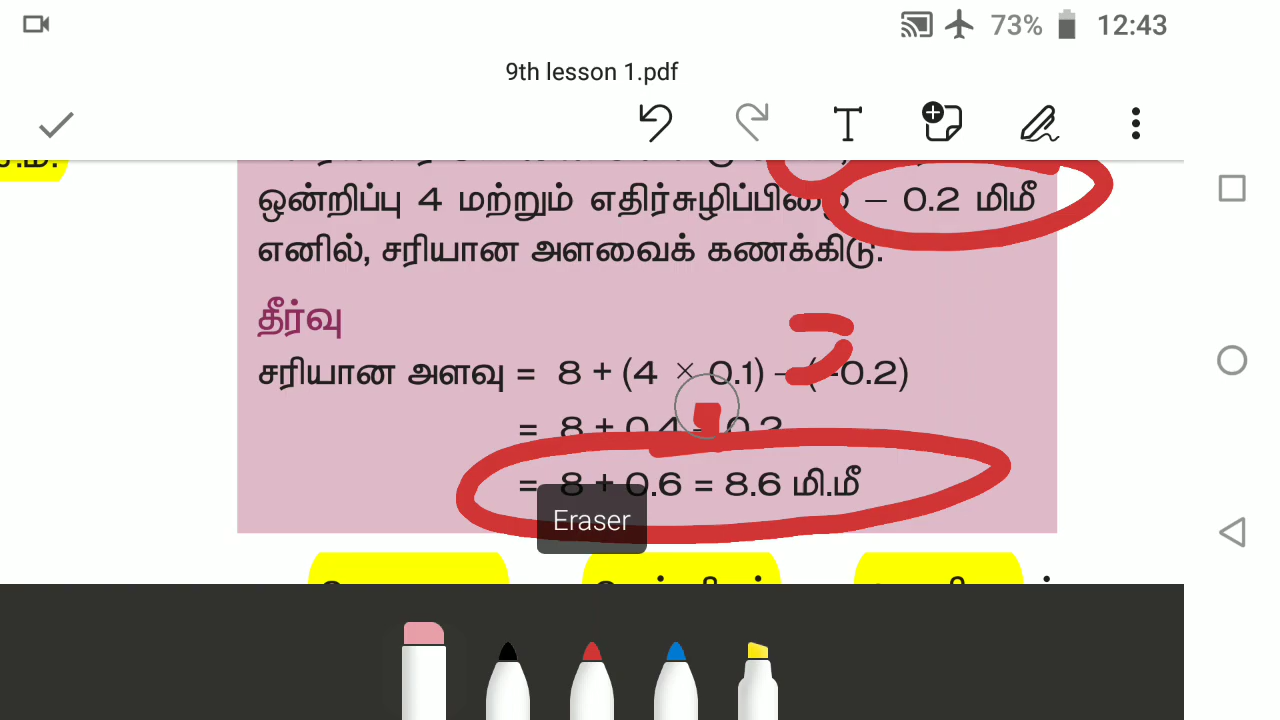 73% 12:43
9th lesson 1.pdf
ஒன்றிப்பு 4 மற்றும் எதிர்சுழிப்பிழை – 0.2 மிமீ
எனில், சரியான அளவைக் கணக்கிடு.
தீர்வு
சரியான அளவு = 8 + (4 × 0.1) – (–0.2)
= 8 + 0.4 + 0.2
= 8 + 0.6 = 8.6 மி.மீ
Eraser